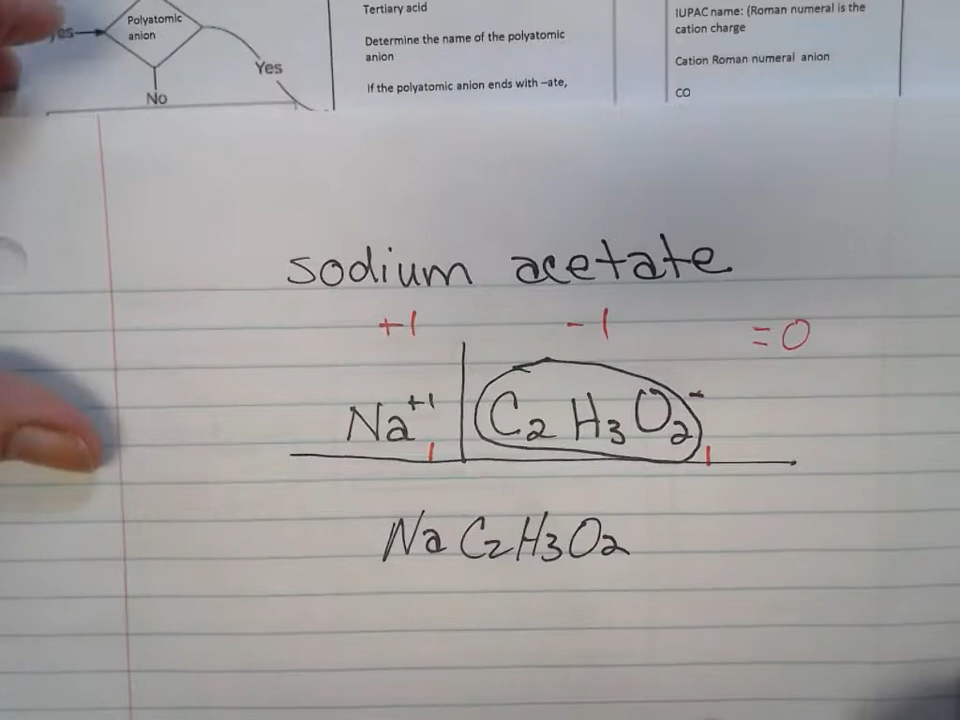 yes
Polyatomic
anion
Yes
No
Tertiary acid
Determine the name of the polyatomic
anion
If the polyatomic anion ends with –ate,
IUPAC name: (Roman numeral is the
cation charge
Cation Roman numeral anion
CO
sodium acetate
+1 -1 =0
Na+1 1 C2H3O2- 1
NaC2H3O2